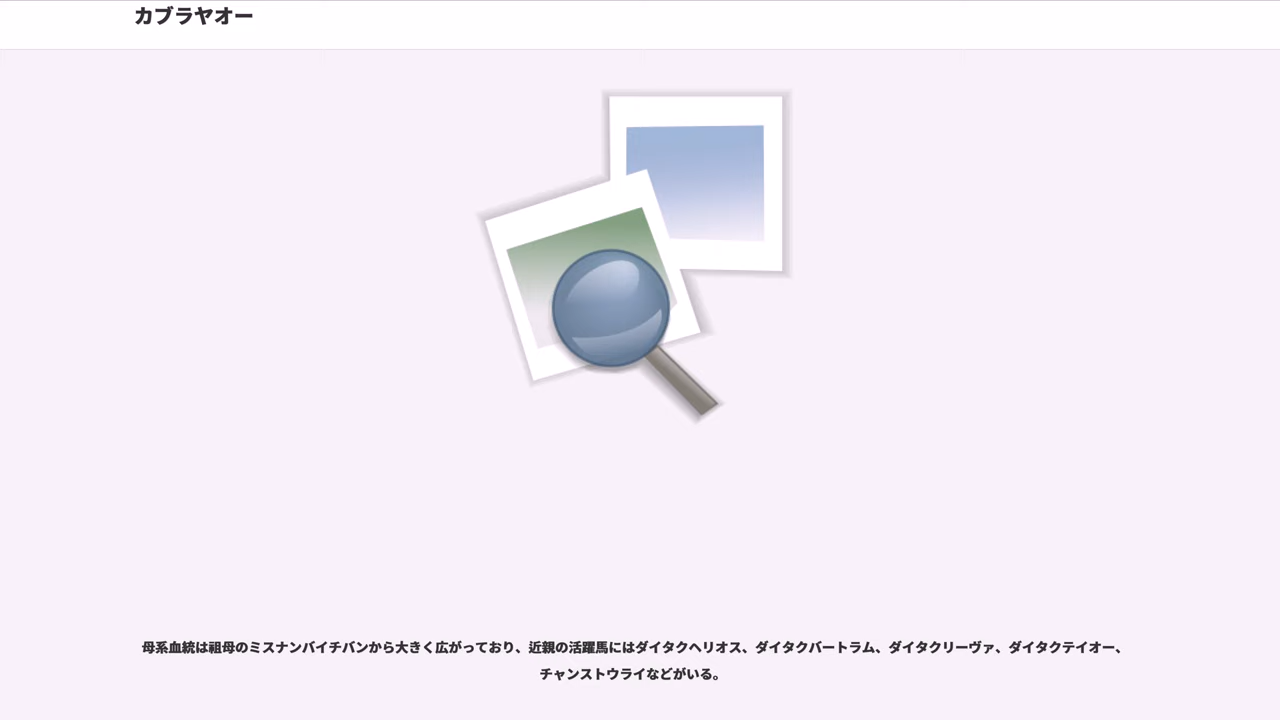 カブラヤオー
母系血統は祖母のミスナンバイチバンから大きく広がっており、近親の活躍馬にはダイタクヘリオス、ダイタクバートラム、ダイタクリーヴァ、ダイタクテイオー、
チャンストウライなどがいる。